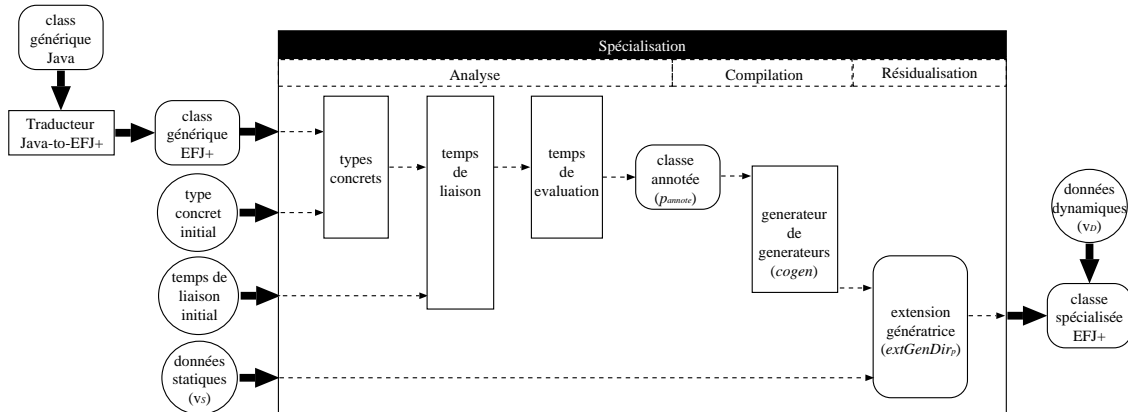 class
générique
Java
Traducteur
Java-to-EFJ+
class
générique
EFJ+
type
concret
initial
temps de
liaison
initial
données
statiques
(vS)
Spécialisation
Analyse
Compilation
Résidualisation
types
concrets
temps
de
liaison
temps
de
evaluation
classe
annotée
(pannote)
generateur
de
generateurs
(cogen)
extension
génératrice
(extGenDirp)
données
dynamiques
(vD)
classe
spécialisée
EFJ+